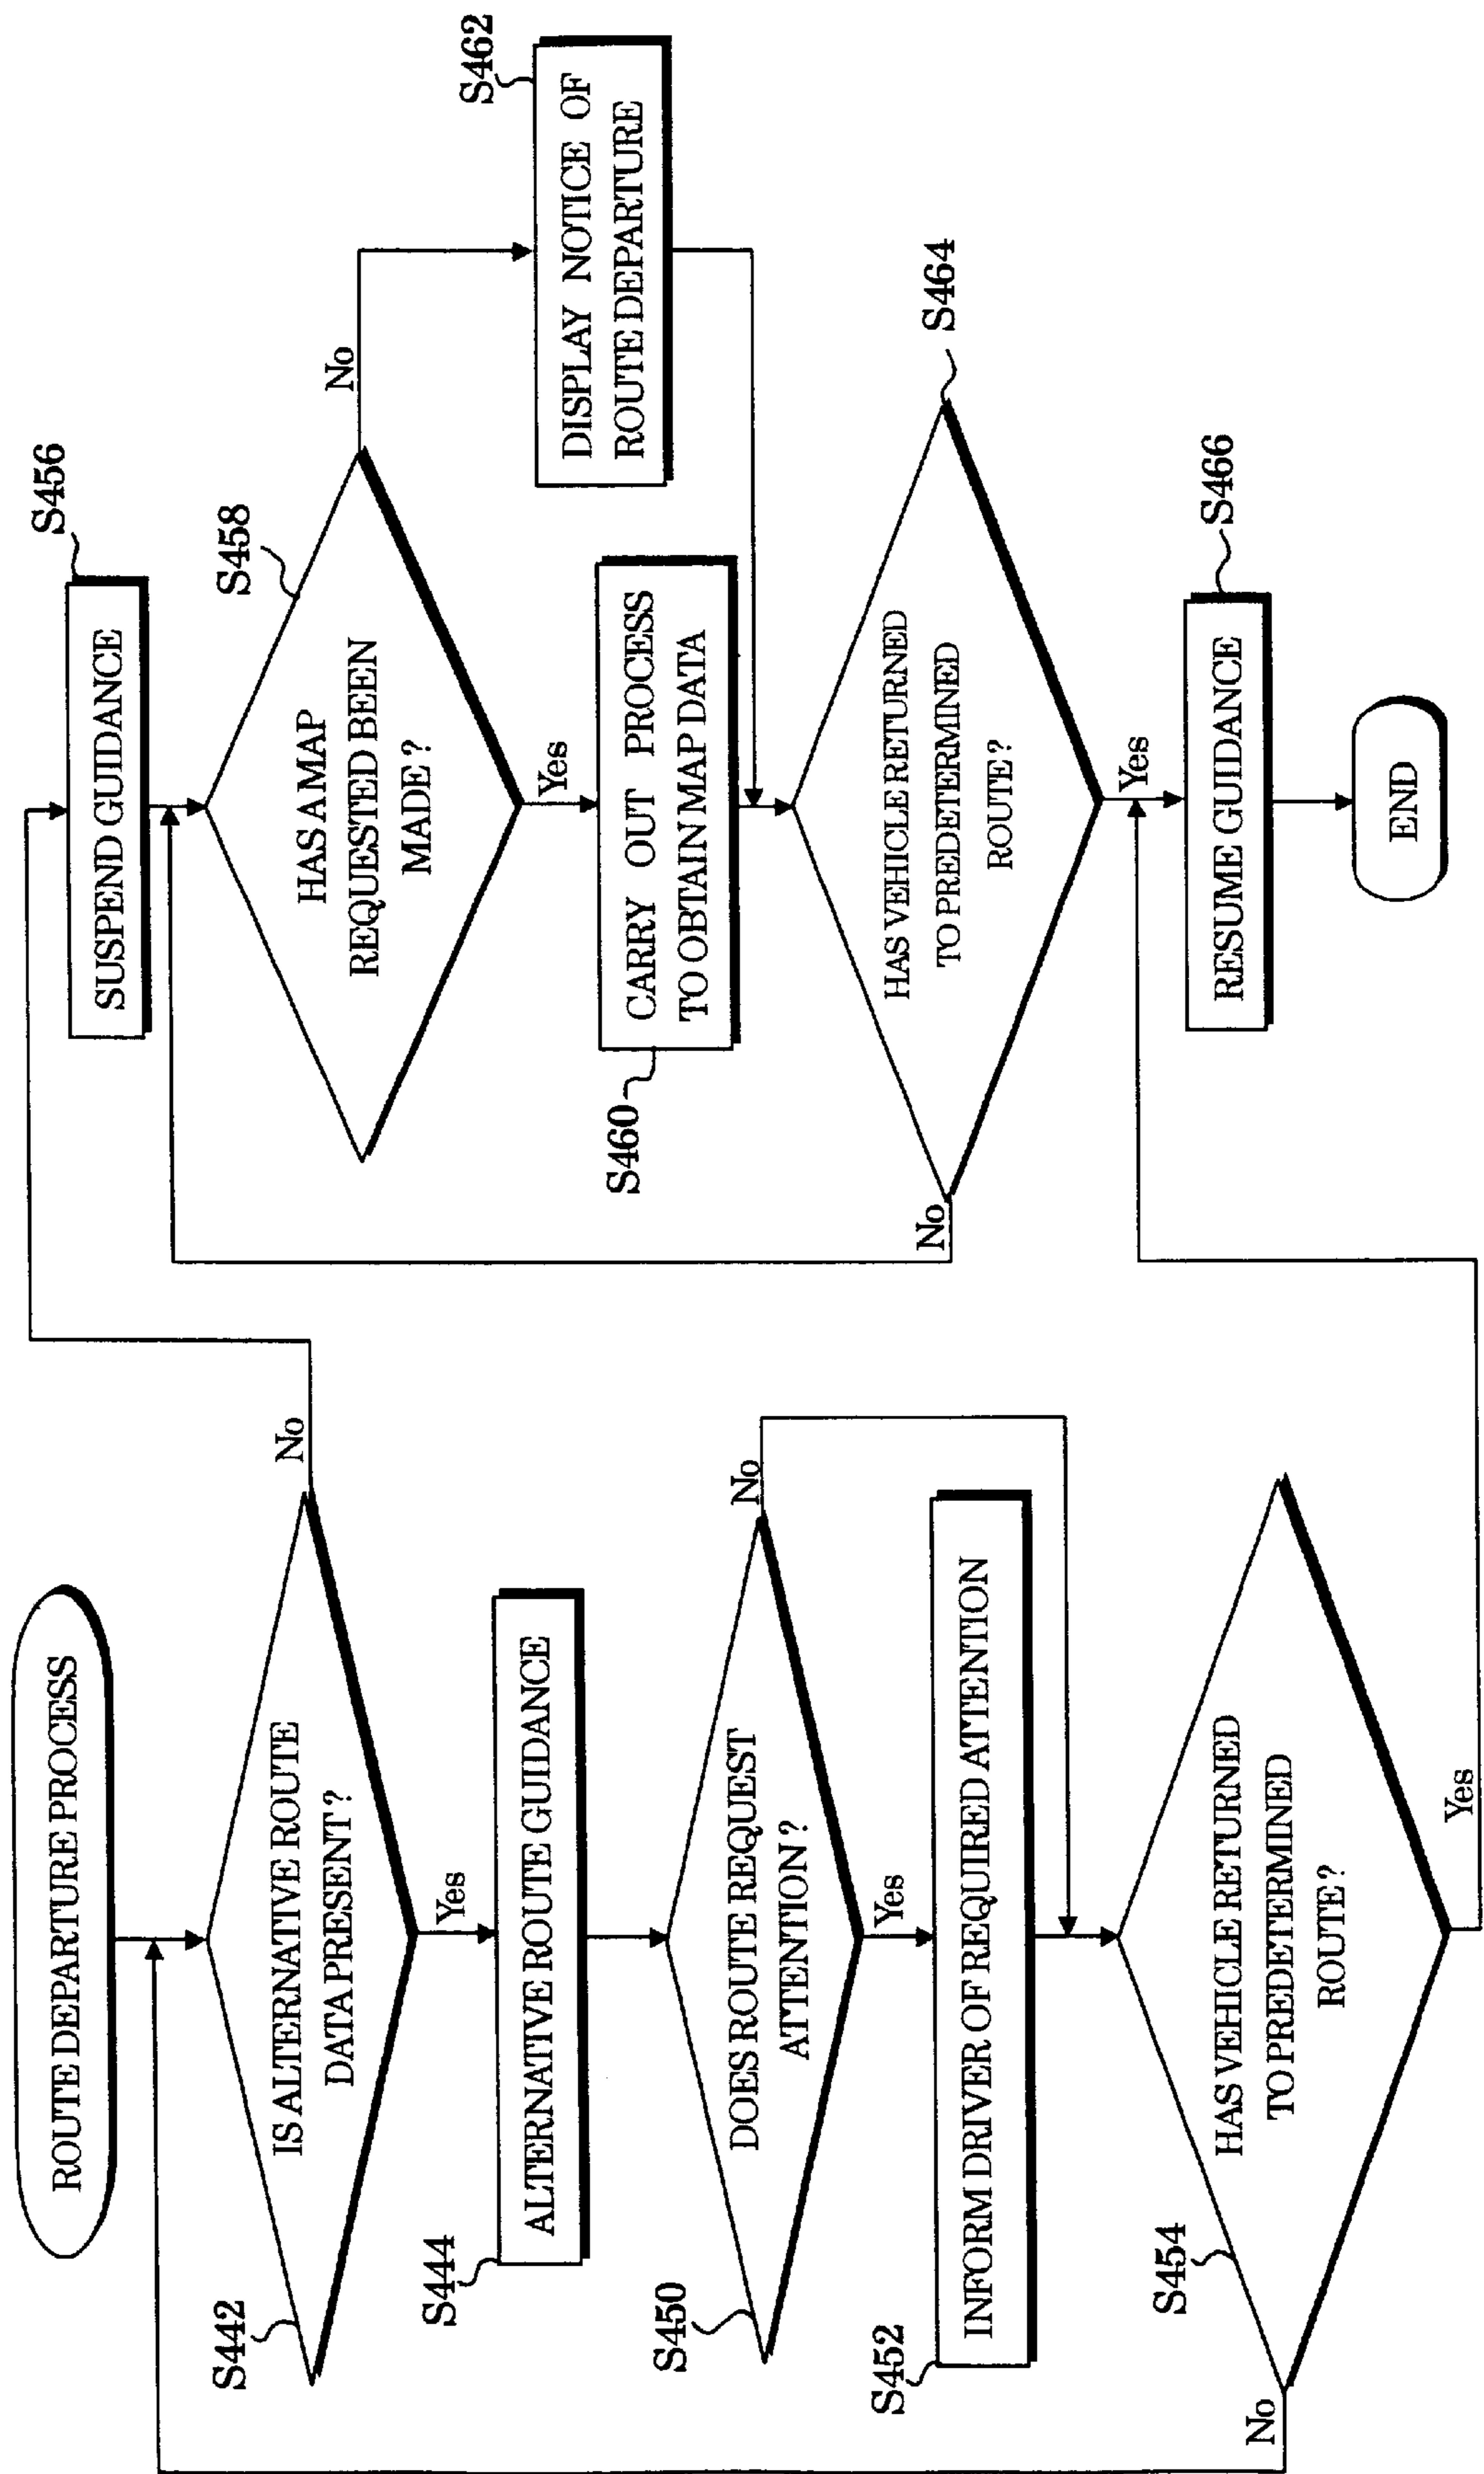 ROUTE DEPARTURE PROCESS
S442
IS ALTERNATIVE ROUTE
DATA PRESENT?
No
Yes
S444
ALTERNATIVE ROUTE GUIDANCE
S450
DOES ROUTE REQUEST
ATTENTION?
No
Yes
S452
INFORM DRIVER OF REQUIRED ATTENTION
S454
HAS VEHICLE RETURNED
TO PREDETERMINED
ROUTE?
No
Yes
S456
SUSPEND GUIDANCE
S458
HAS A MAP
REQUESTED BEEN
MADE?
No
Yes
S460
CARRY OUT PROCESS
TO OBTAIN MAP DATA
S462
DISPLAY NOTICE OF
ROUTE DEPARTURE
S464
HAS VEHICLE RETURNED
TO PREDETERMINED
ROUTE?
No
Yes
S466
RESUME GUIDANCE
END